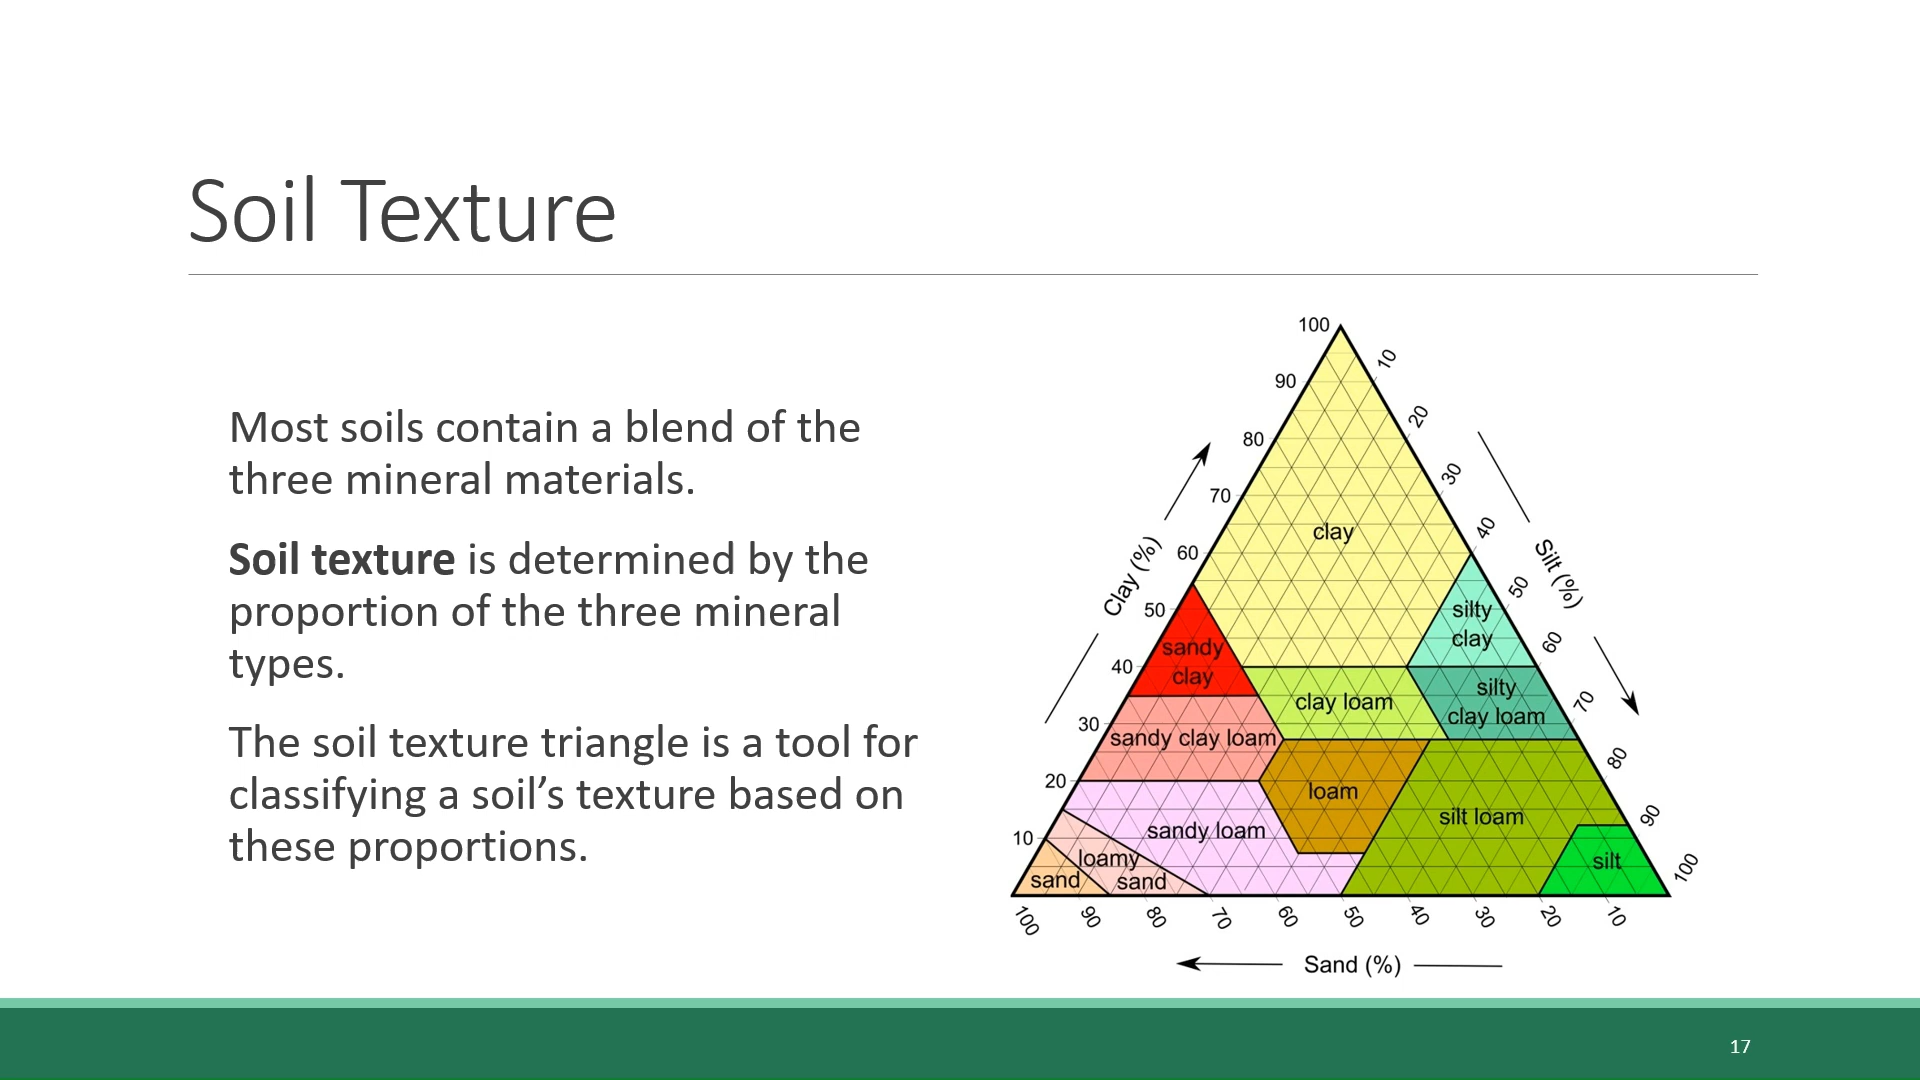 Soil Texture
Most soils contain a blend of the
three mineral materials.
Soil texture is determined by the
proportion of the three mineral
types.
The soil texture triangle is a tool for
classifying a soil’s texture based on
these proportions.
100
90
80
70
60
50
40
30
20
10
Clay (%)
10
20
30
40
50
60
70
80
90
100
Silt (%)
clay
silty
clay
sandy
clay
clay loam
silty
clay loam
sandy clay loam
loam
silt loam
sandy loam
loamy
sand
sand
silt
100
90
80
70
60
50
40
30
20
10
Sand (%)
17